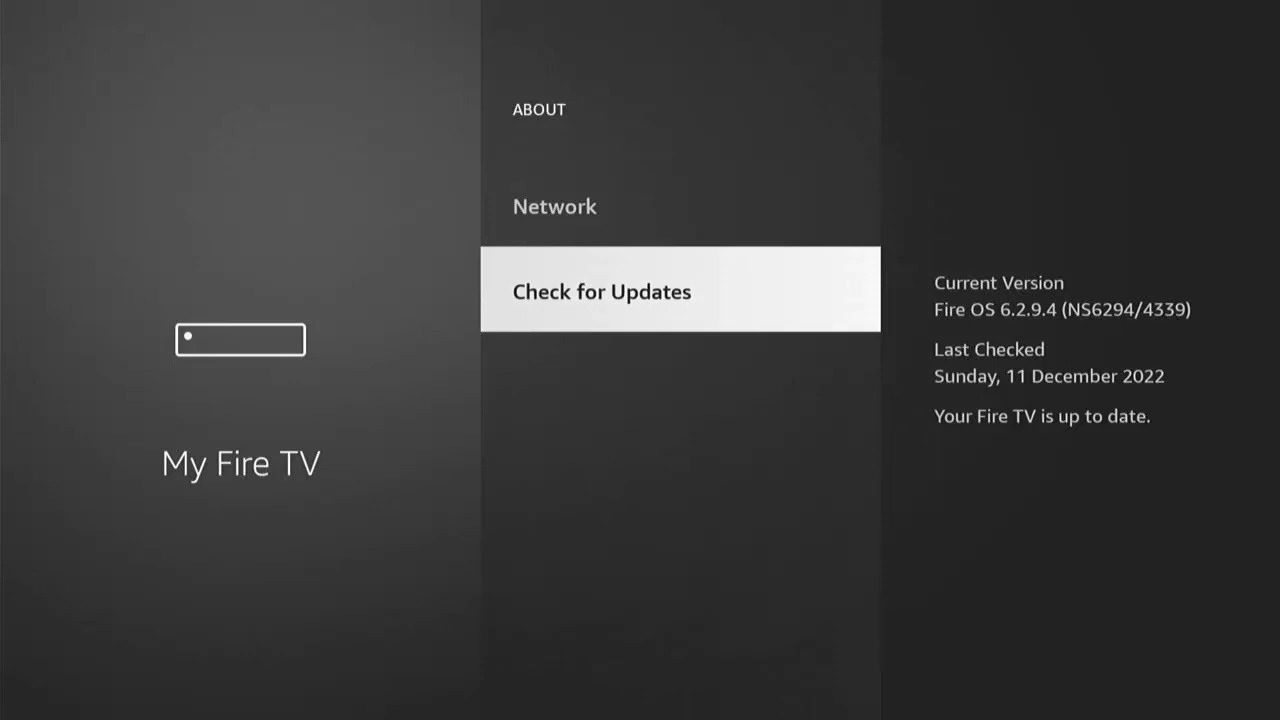 ABOUT
Network
Check for Updates
My Fire TV
Current Version
Fire OS 6.2.9.4 (NS6294/4339)
Last Checked
Sunday, 11 December 2022
Your Fire TV is up to date.